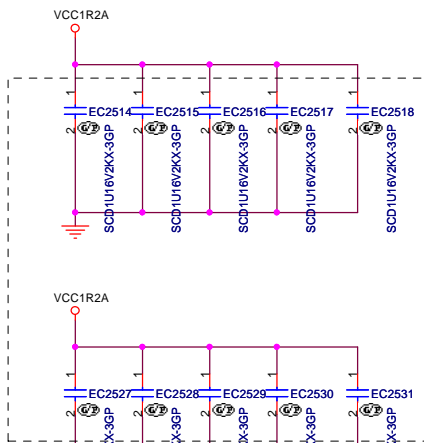 VCC1R2A
1 1 1 1 1
EC2514 EC2515 EC2516 EC2517 EC2518
2 2 2 2 2
SCD1U16V2KX-3GP SCD1U16V2KX-3GP SCD1U16V2KX-3GP SCD1U16V2KX-3GP SCD1U16V2KX-3GP
VCC1R2A
1 1 1 1 1
EC2527 EC2528 EC2529 EC2530 EC2531
2 2 2 2 2
X-3GP X-3GP X-3GP X-3GP X-3GP